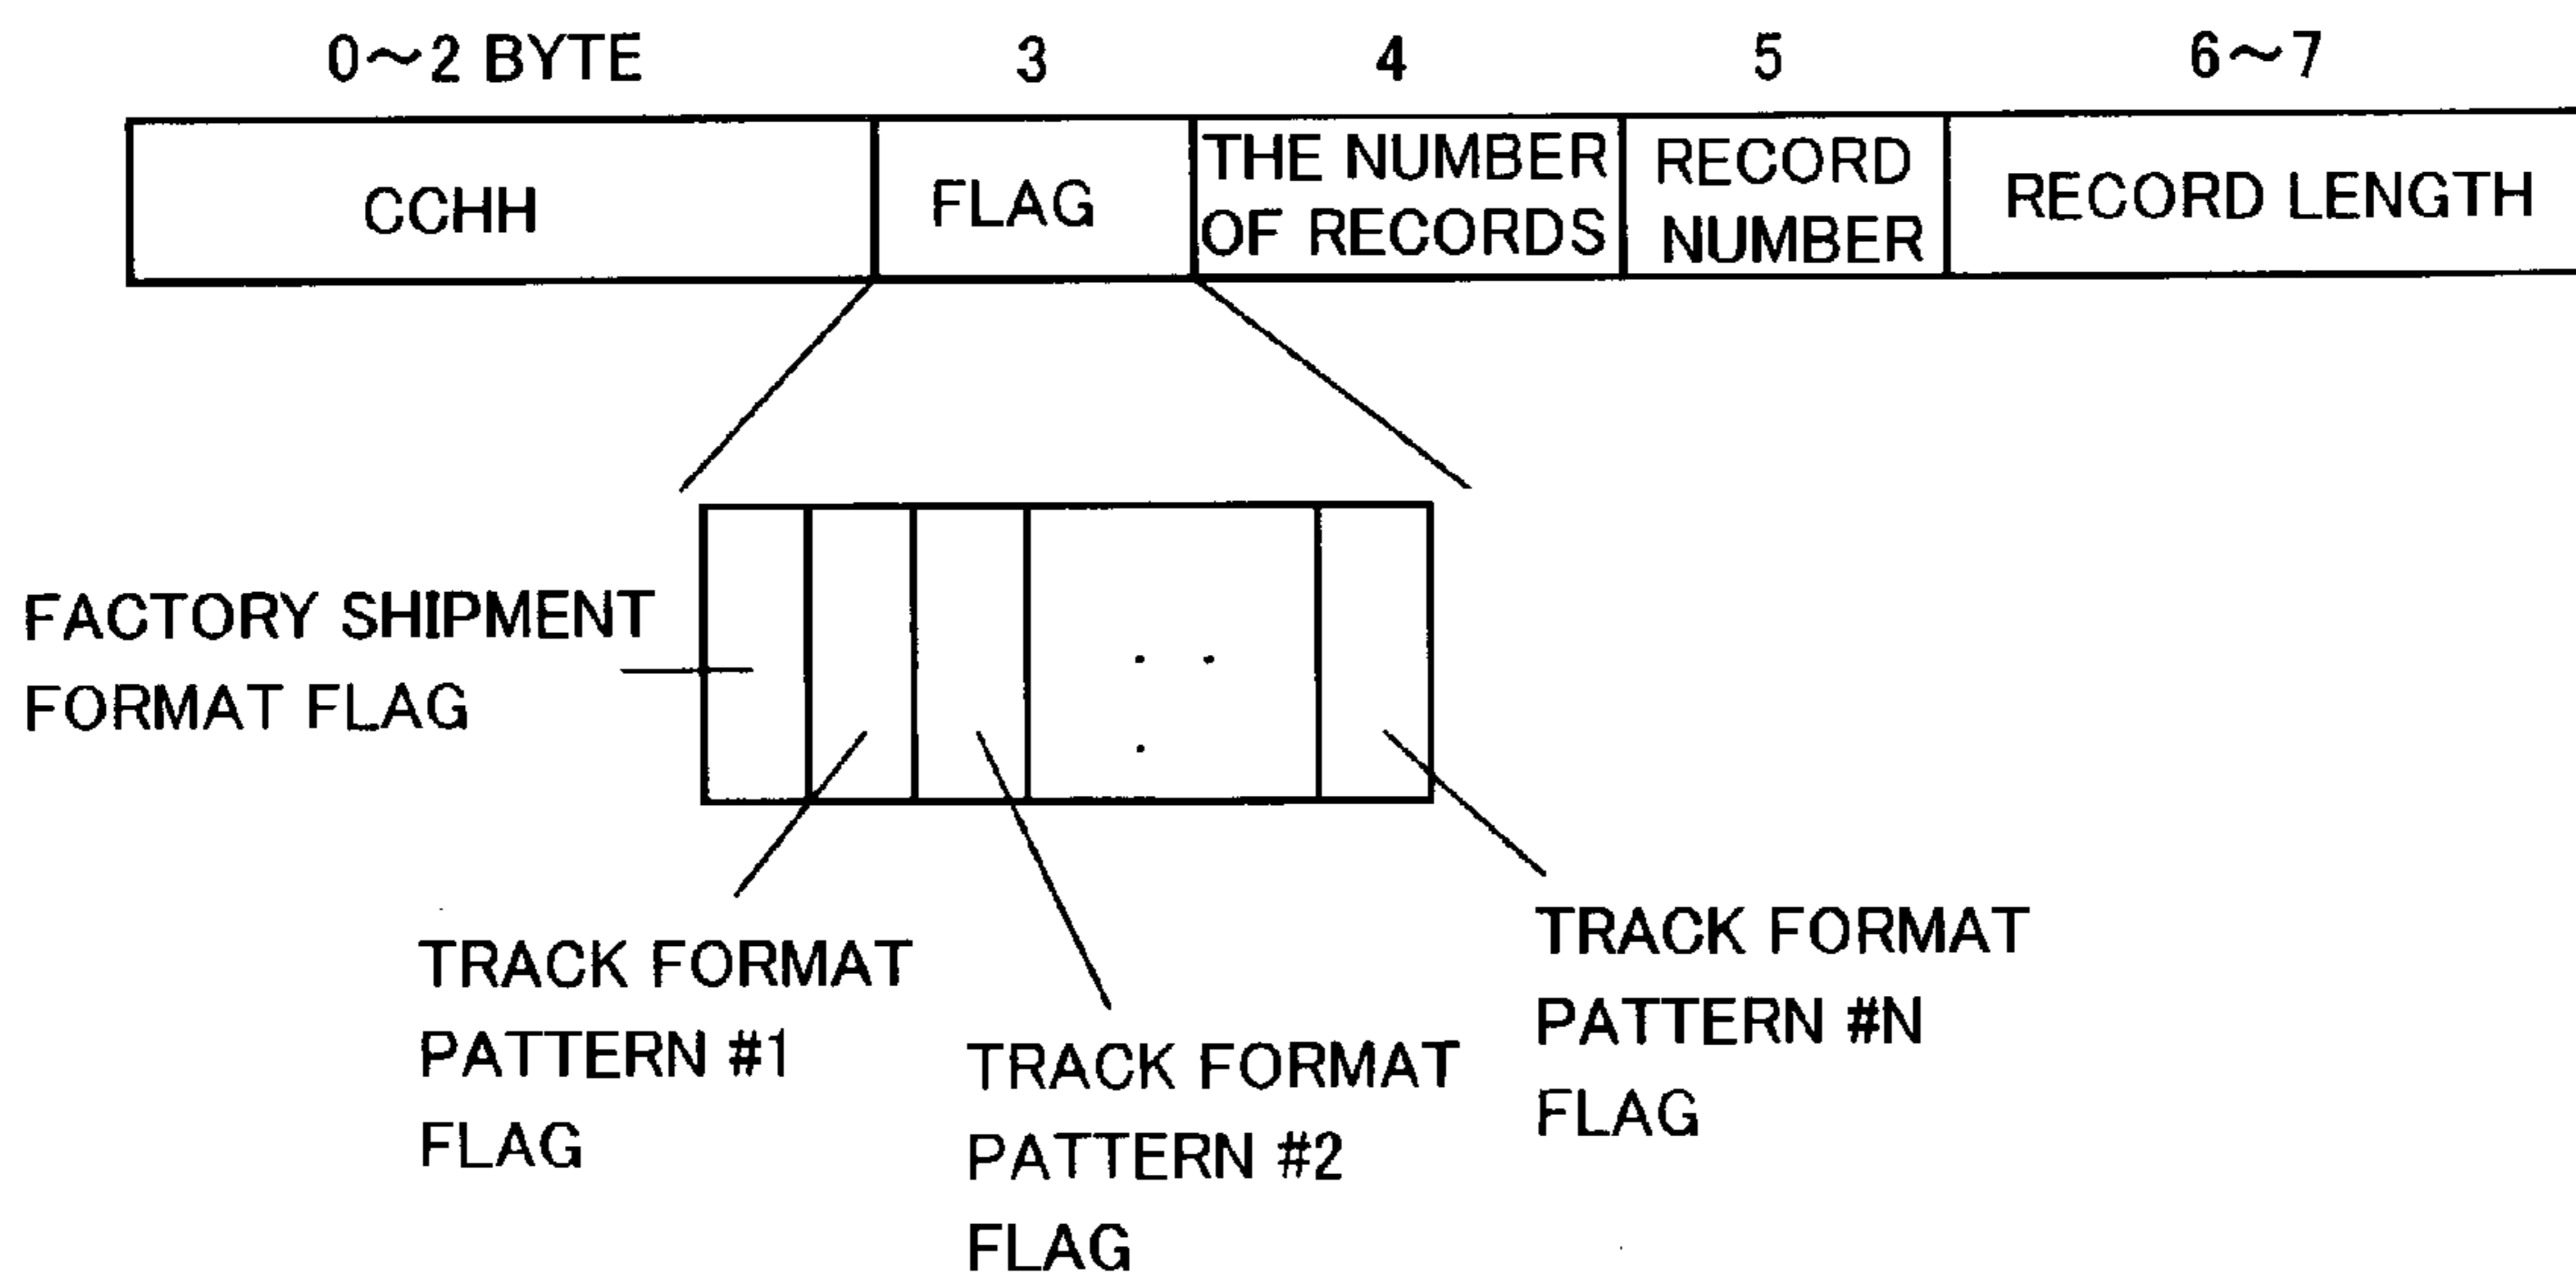 0～2 BYTE 3 4 5 6～7
CCHH
FLAG
THE NUMBER
OF RECORDS
RECORD
NUMBER
RECORD LENGTH
FACTORY SHIPMENT
FORMAT FLAG
TRACK FORMAT
PATTERN #1
FLAG
TRACK FORMAT
PATTERN #2
FLAG
TRACK FORMAT
PATTERN #N
FLAG